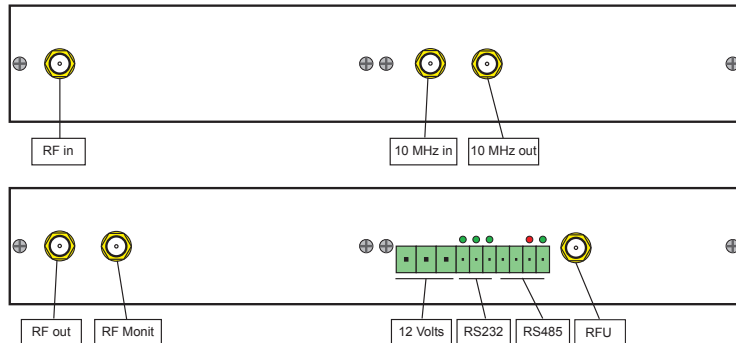 RF in
10 MHz in
10 MHz out
RF out
RF Monit
12 Volts
RS232
RS485
RFU